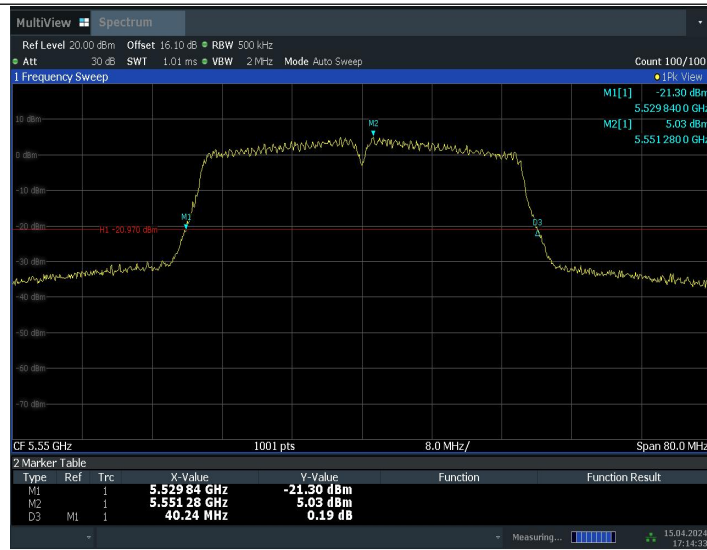 MultiView Spectrum
Ref Level 20.00 dBm Offset 16.10 dB RBW 500 kHz
Att 30 dB SWT 1.01 ms VBW 2 MHz Mode Auto Sweep Count 100/100
1 Frequency Sweep 1Pk View
M1[1] -21.30 dBm
5.529 840 0 GHz
10 dBm
M2
M2[1] 5.03 dBm
5.551 280 0 GHz
0 dBm
-10 dBm
M1
-20 dBm
D3
H1 -20.970 dBm
-30 dBm
-40 dBm
-50 dBm
-60 dBm
-70 dBm
CF 5.55 GHz 1001 pts 8.0 MHz/ Span 80.0 MHz
2 Marker Table
Type Ref Trc X-Value Y-Value Function Function Result
M1 1 5.529 84 GHz -21.30 dBm
M2 1 5.551 28 GHz 5.03 dBm
D3 M1 1 40.24 MHz 0.19 dB
Measuring... 15.04.2024
17:14:33